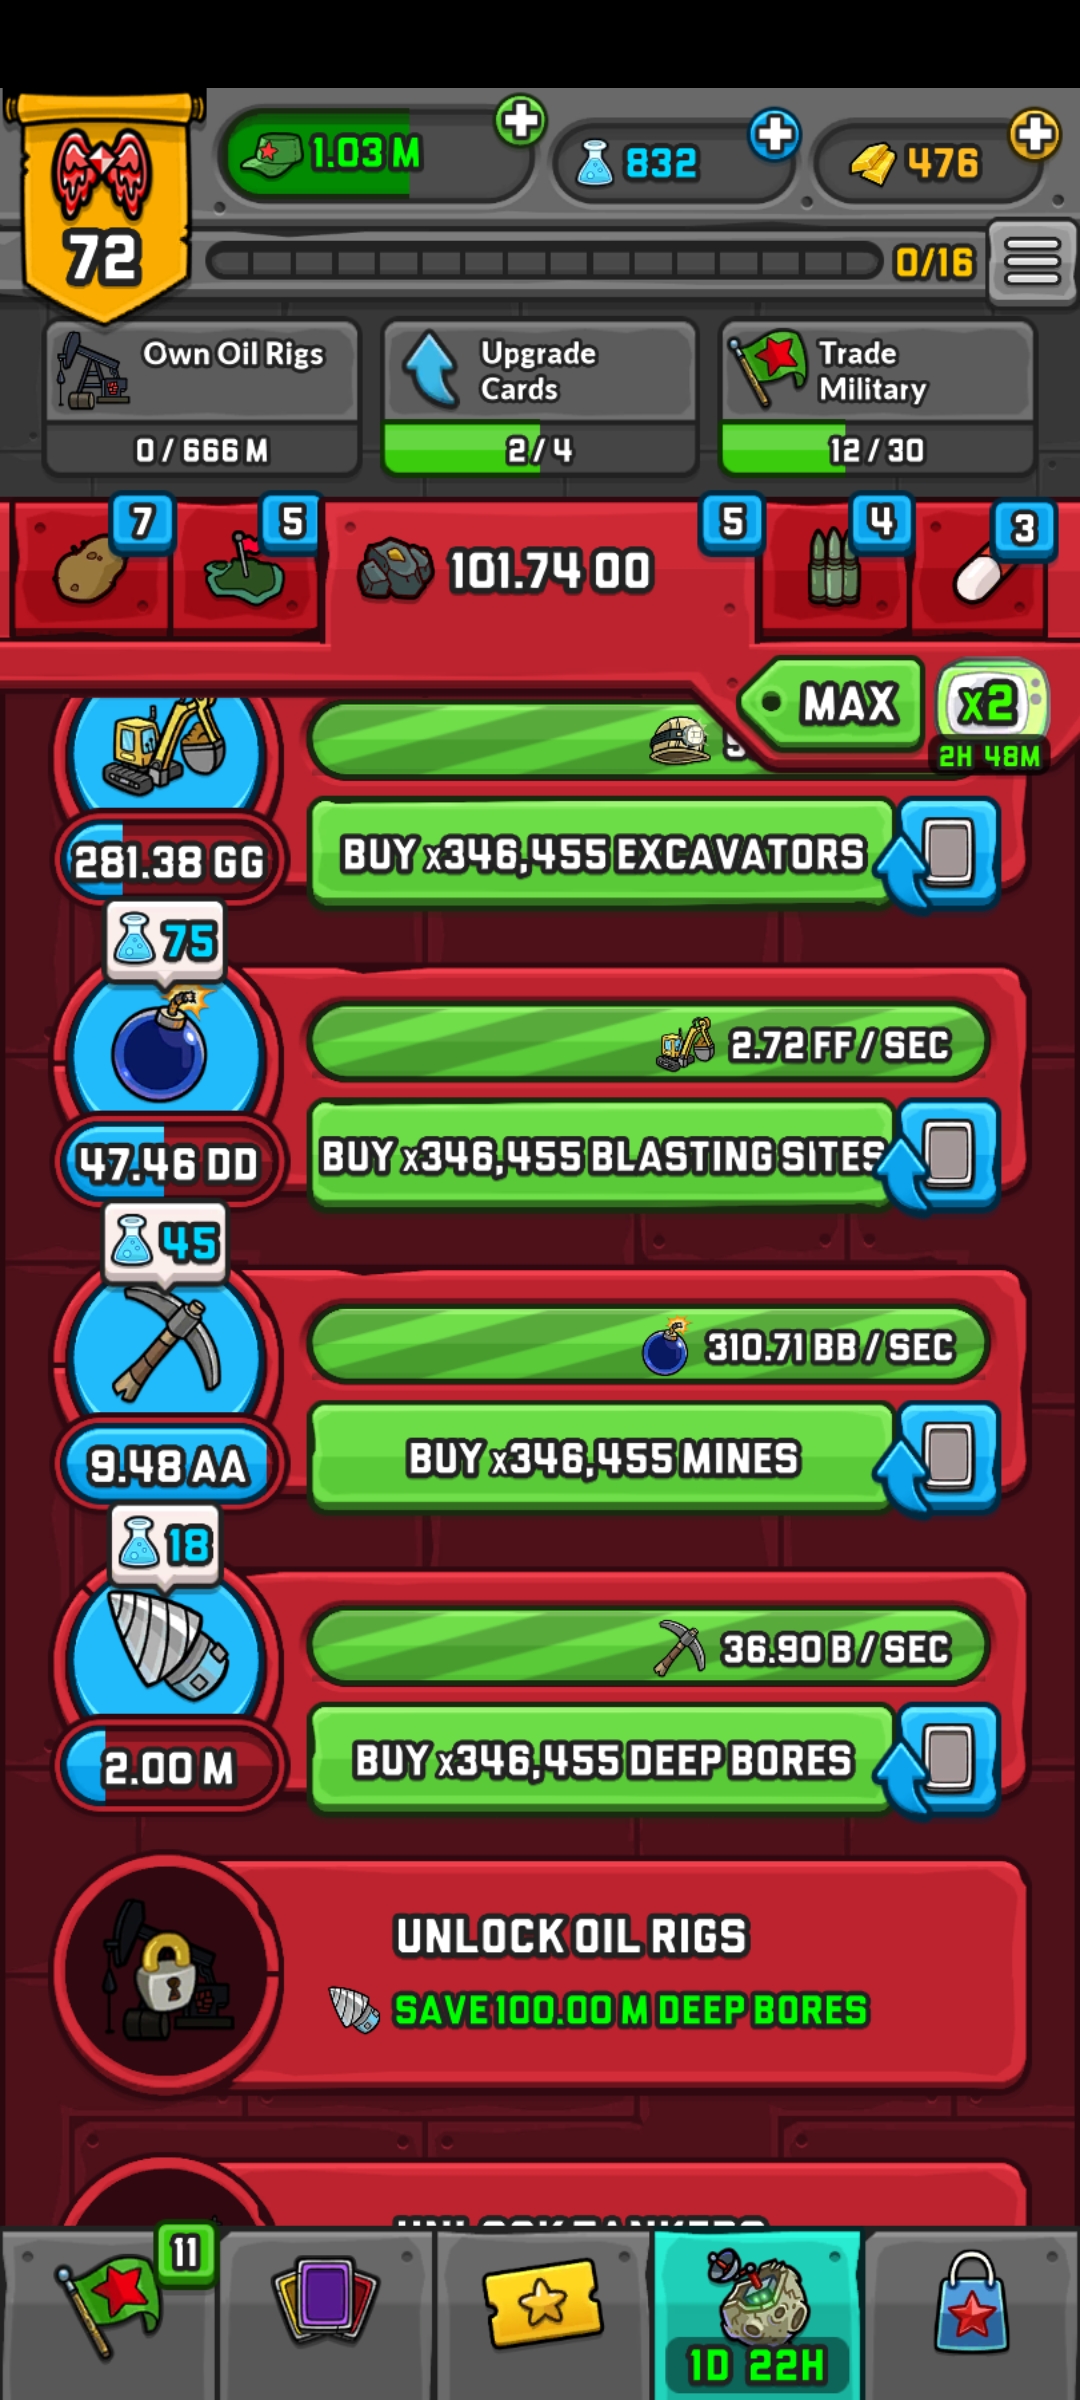 1.03 M
832
476
72
0/16
Own Oil Rigs
0 / 666 M
Upgrade
Cards
2 / 4
Trade
Military
12 / 30
7
5
101.74 OO
5
4
3
MAX
x2
2H 48M
281.38 GG
BUY x346,455 EXCAVATORS
75
2.72 FF / SEC
47.46 DD
BUY x346,455 BLASTING SITES
45
310.71 BB / SEC
9.48 AA
BUY x346,455 MINES
18
36.90 B / SEC
2.00 M
BUY x346,455 DEEP BORES
UNLOCK OIL RIGS
SAVE 100.00 M DEEP BORES
11
1D 22H